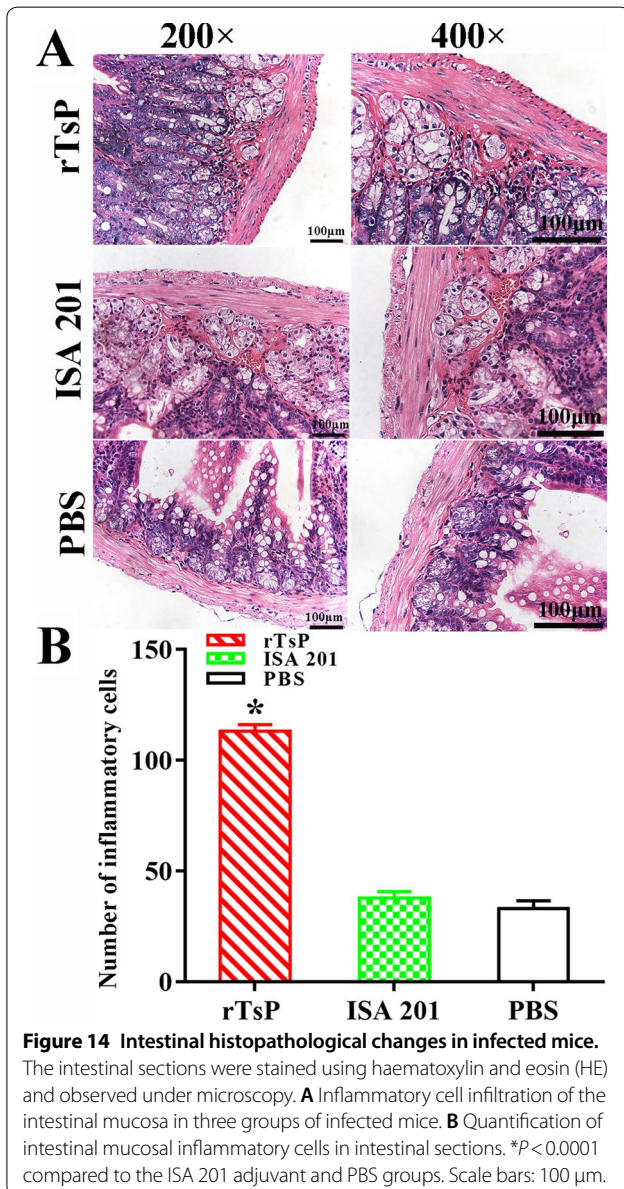 A
200×
400×
rTsP
100µm
100µm
ISA 201
100µm
100µm
PBS
100µm
100µm
B
rTsP
ISA 201
PBS
Number of inflammatory cells
150
100
50
0
*
rTsP
ISA 201
PBS
Figure 14 Intestinal histopathological changes in infected mice.
The intestinal sections were stained using haematoxylin and eosin (HE)
and observed under microscopy. A Inflammatory cell infiltration of the
intestinal mucosa in three groups of infected mice. B Quantification of
intestinal mucosal inflammatory cells in intestinal sections. *P < 0.0001
compared to the ISA 201 adjuvant and PBS groups. Scale bars: 100 µm.